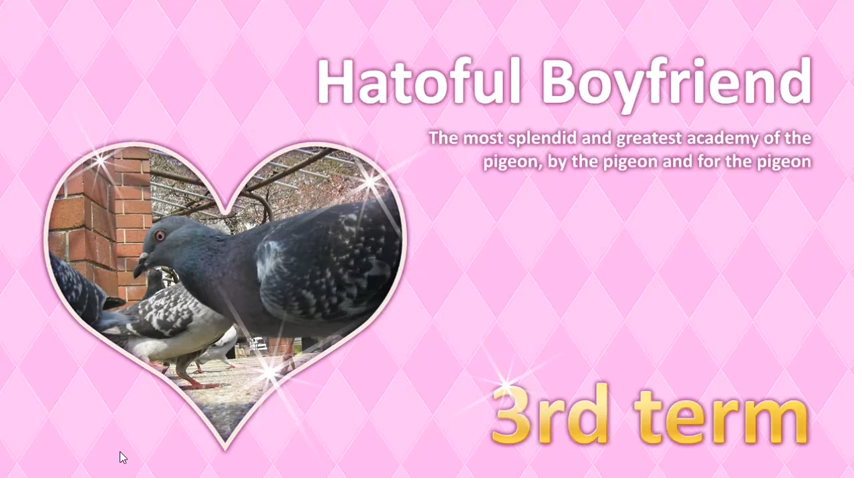 Hatoful Boyfriend
The most splendid and greatest academy of the
pigeon, by the pigeon and for the pigeon
3rd term